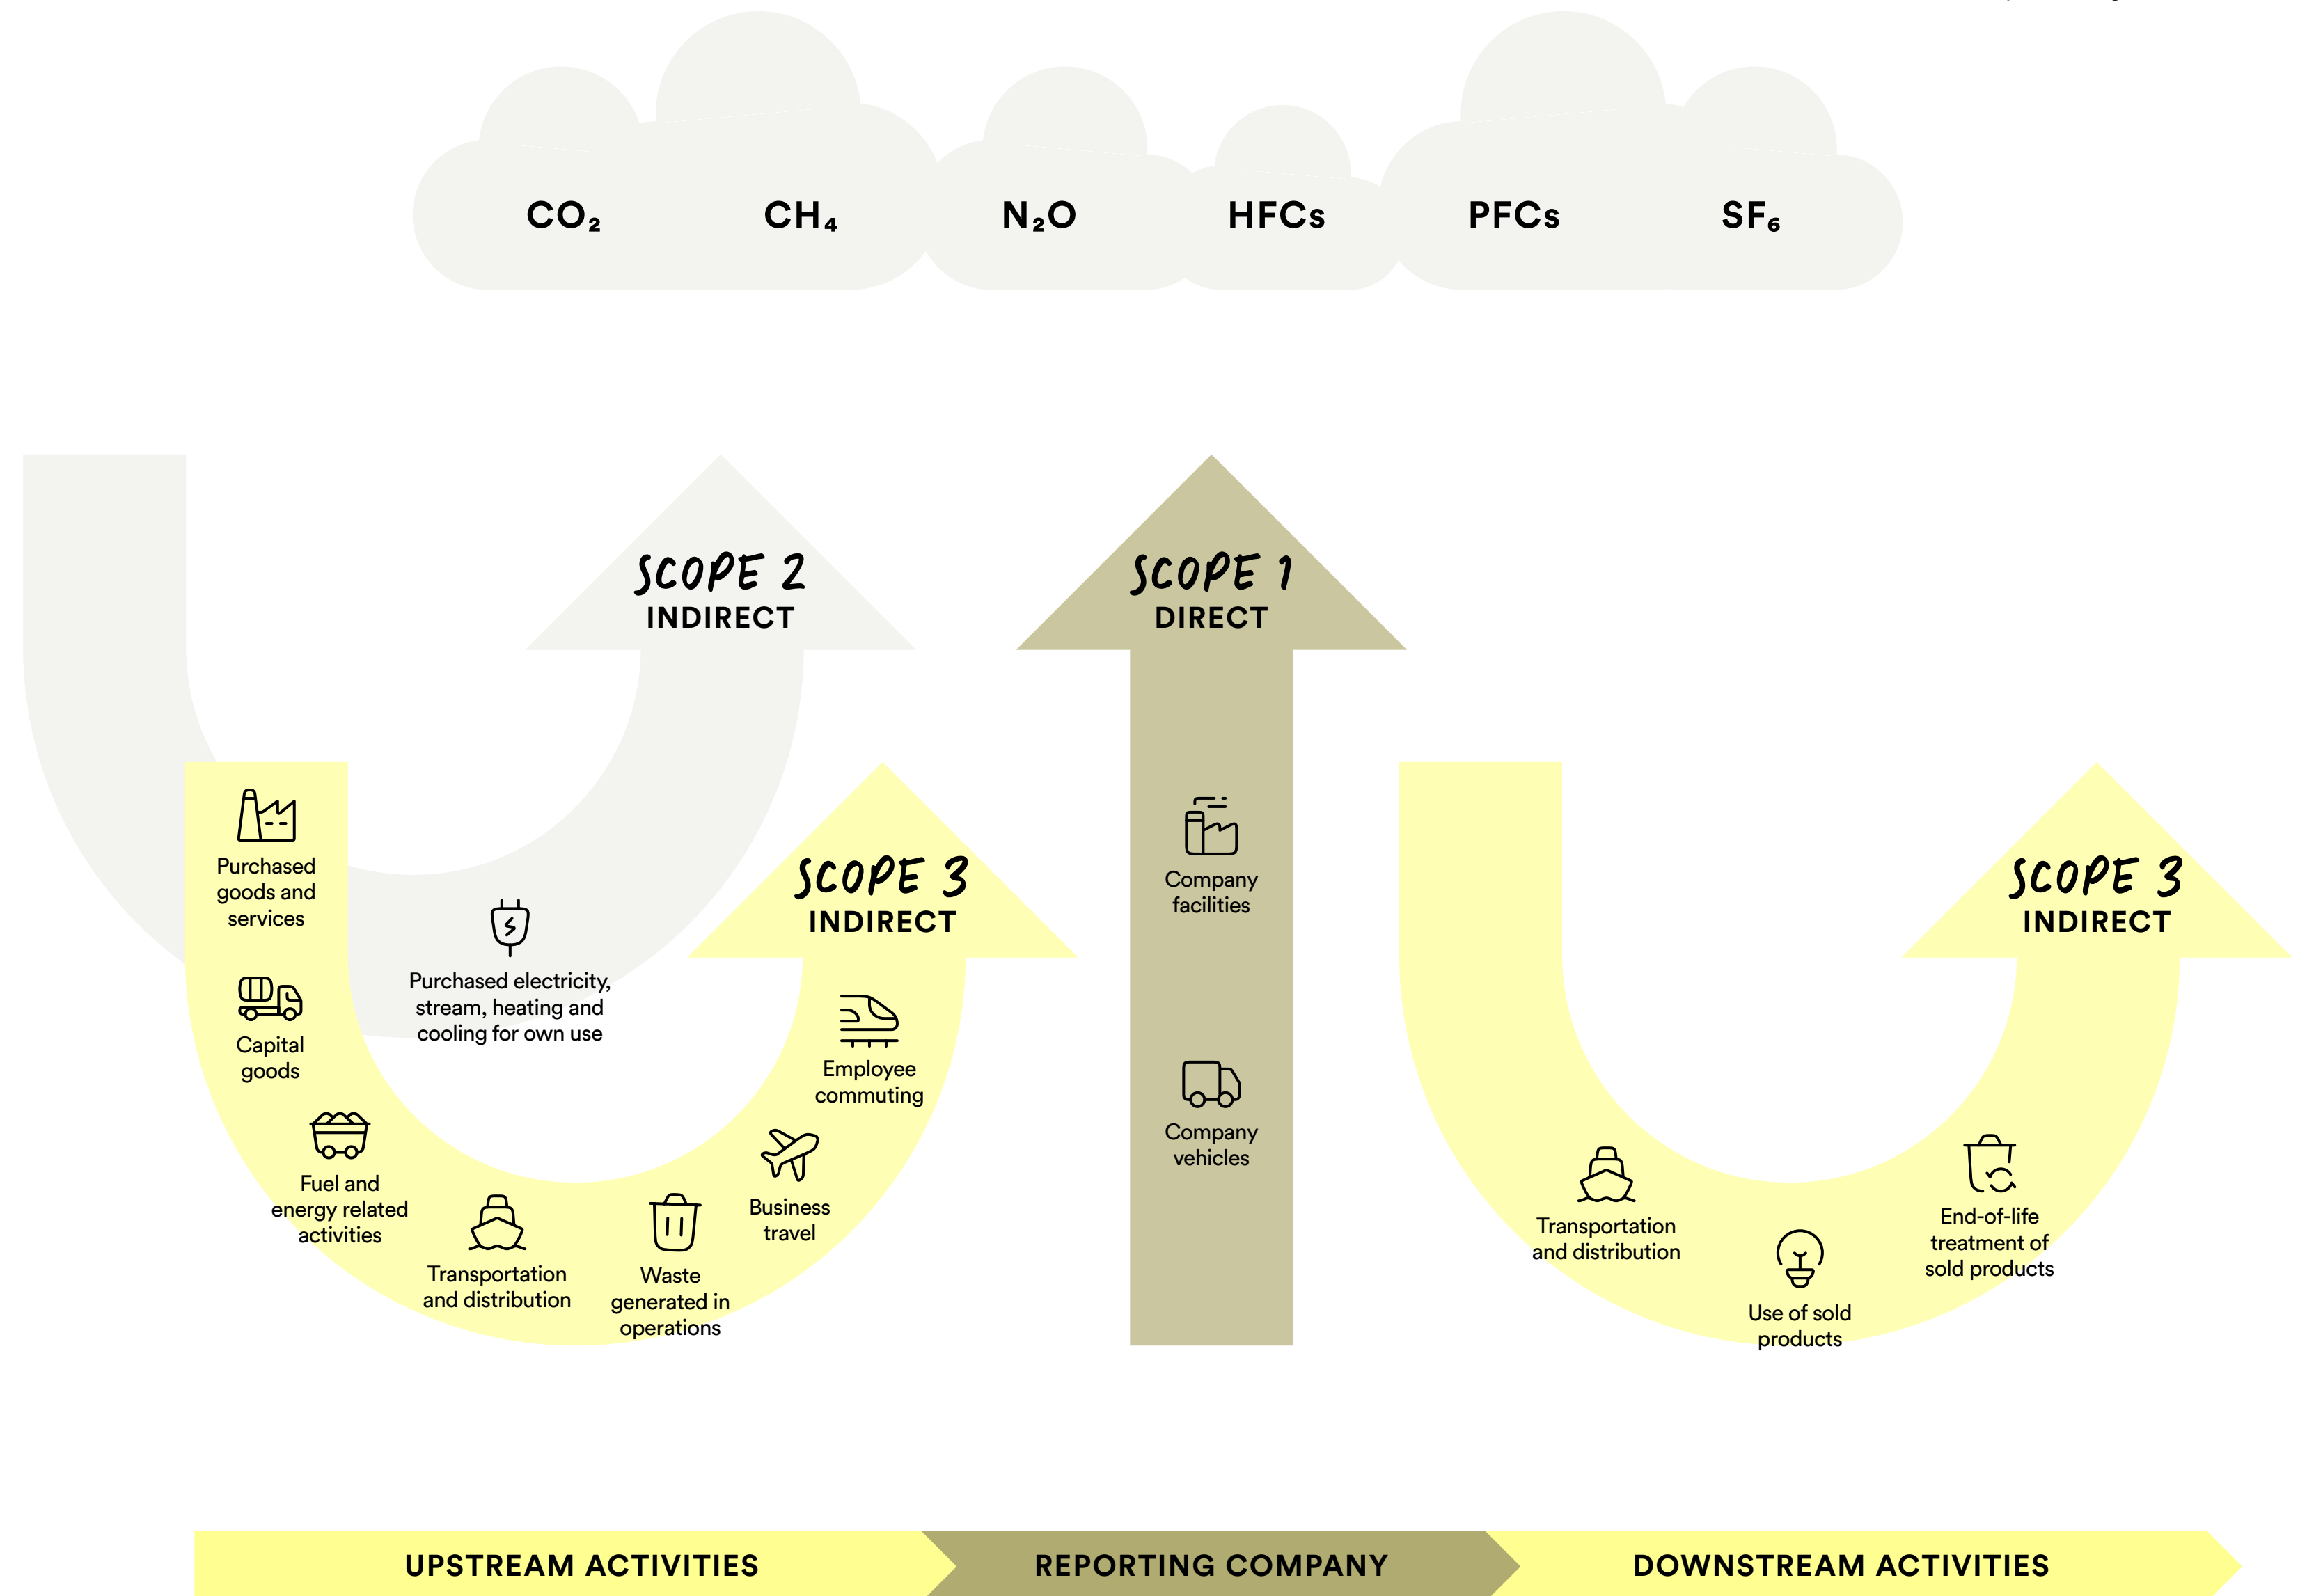 CO₂
CH₄
N₂O
HFCs
PFCs
SF₆
SCOPE 2
INDIRECT
SCOPE 1
DIRECT
Purchased
goods and
services
Capital
goods
Fuel and
energy related
activities
Transportation
and distribution
Waste
generated in
operations
Business
travel
Employee
commuting
SCOPE 3
INDIRECT
Purchased electricity,
stream, heating and
cooling for own use
Company
facilities
Company
vehicles
SCOPE 3
INDIRECT
Transportation
and distribution
Use of sold
products
End-of-life
treatment of
sold products
UPSTREAM ACTIVITIES
REPORTING COMPANY
DOWNSTREAM ACTIVITIES